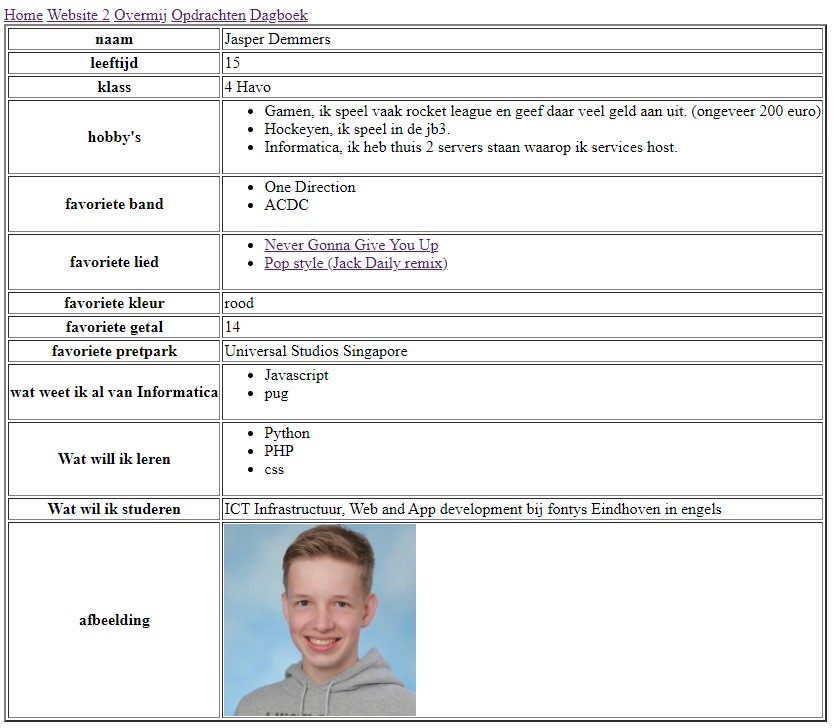 Home Website 2 Overmij Opdrachten Dagboek
naam Jasper Demmers
leeftijd 15
klass 4 Havo
hobby's
Gamen, ik speel vaak rocket league en geef daar veel geld aan uit. (ongeveer 200 euro)
Hockeyen, ik speel in de jb3.
Informatica, ik heb thuis 2 servers staan waarop ik services host.
favoriete band
One Direction
ACDC
favoriete lied
Never Gonna Give You Up
Pop style (Jack Daily remix)
favoriete kleur rood
favoriete getal 14
favoriete pretpark Universal Studios Singapore
wat weet ik al van Informatica
Javascript
pug
Wat will ik leren
Python
PHP
css
Wat wil ik studeren ICT Infrastructuur, Web and App development bij fontys Eindhoven in engels
afbeelding